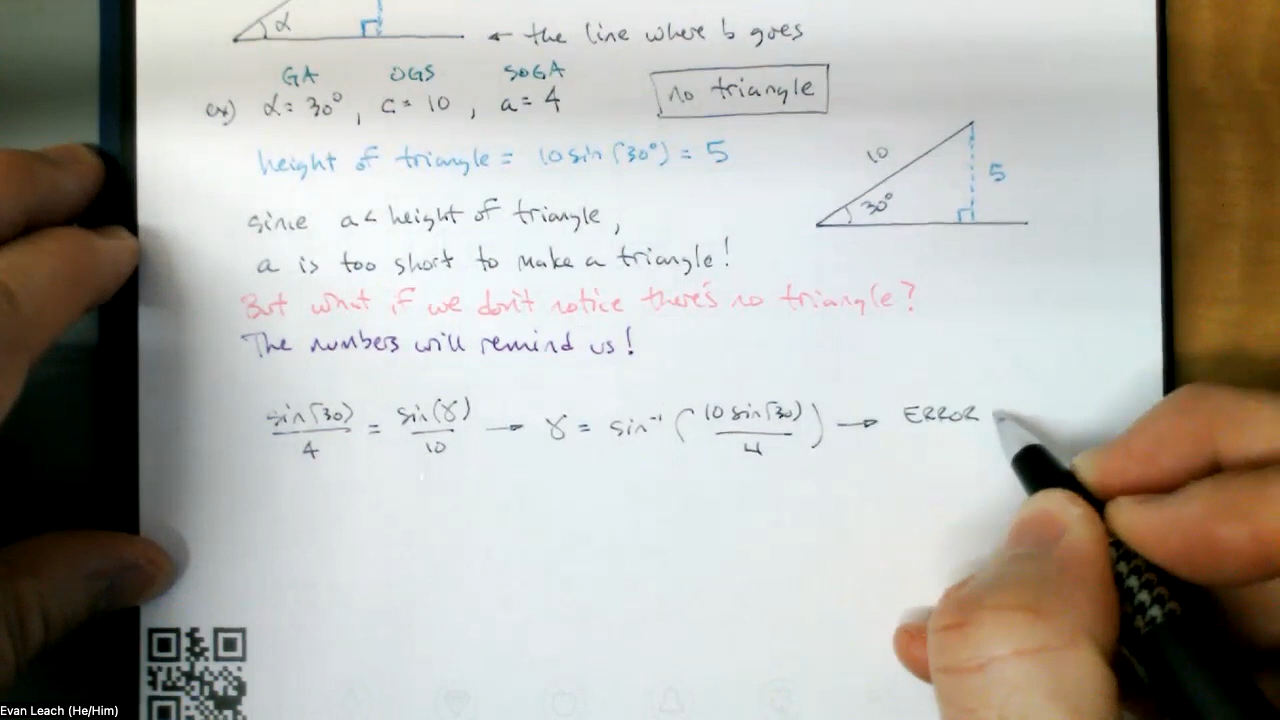 α
← the line where b goes
GA OGS SOGA
ex) α = 30°, c = 10, a = 4
no triangle
height of triangle = 10 sin(30°) = 5
10
5
30°
since a < height of triangle,
a is too short to make a triangle!
But what if we don't notice there's no triangle?
The numbers will remind us!
sin(30)/4 = sin(γ)/10 → γ = sin⁻¹(10 sin(30)/4) → ERROR
Evan Leach (He/Him)